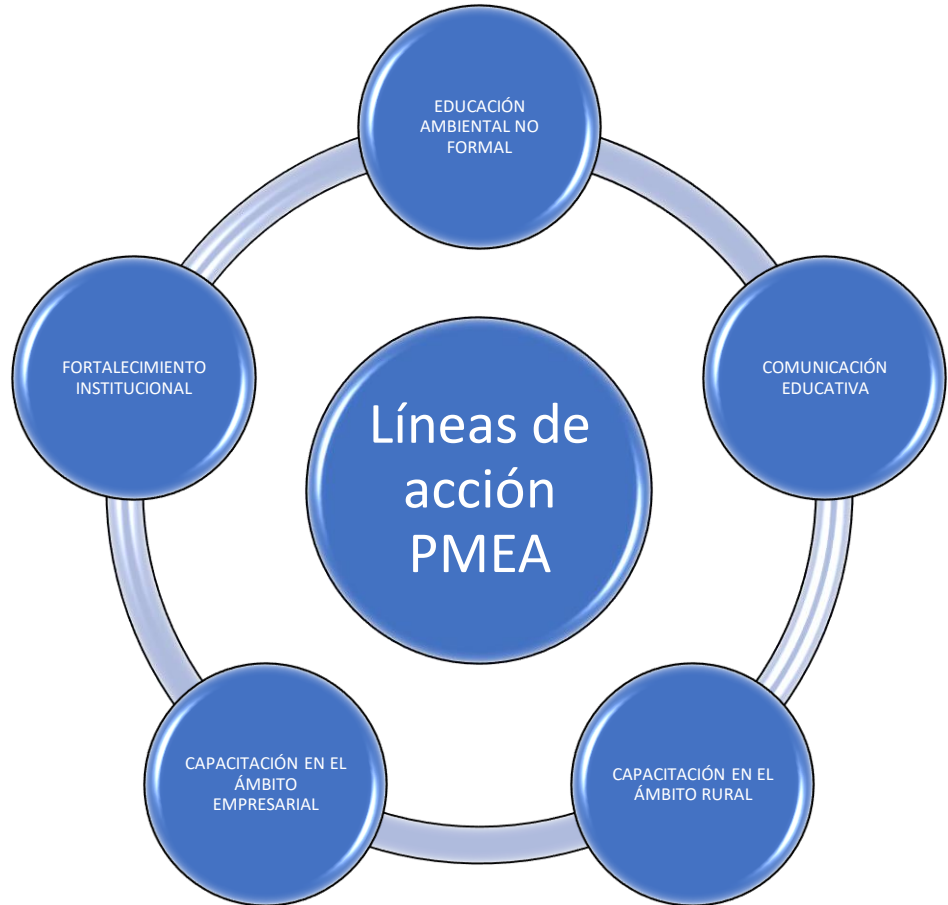 EDUCACIÓN
AMBIENTAL NO
FORMAL
COMUNICACIÓN
EDUCATIVA
CAPACITACIÓN EN EL
ÁMBITO RURAL
CAPACITACIÓN EN EL
ÁMBITO
EMPRESARIAL
FORTALECIMIENTO
INSTITUCIONAL
Líneas de
acción
PMEA